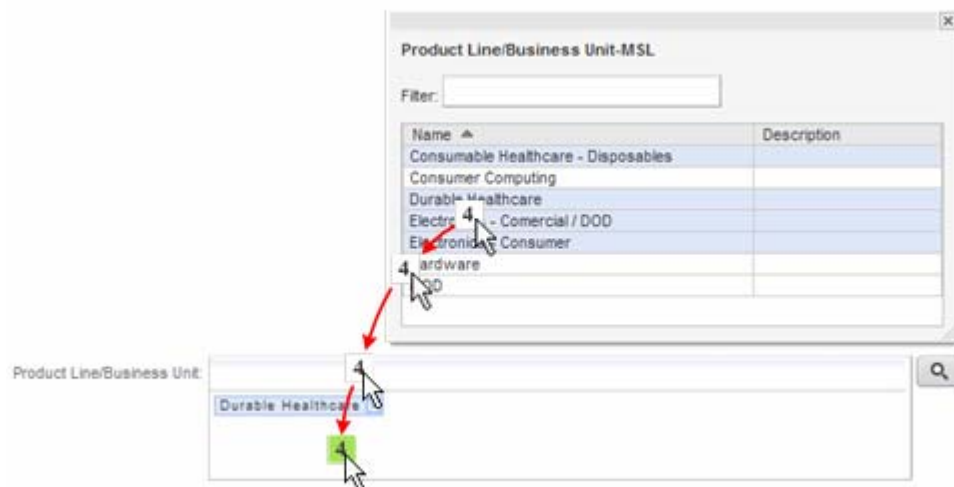 x
Product Line/Business Unit-MSL
Filter:
Name Description
Consumable Healthcare - Disposables
Consumer Computing
Durable Healthcare
4
- Comercial / DOD
Consumer
4
4
Product Line/Business Unit:
Durable Healthcare
4